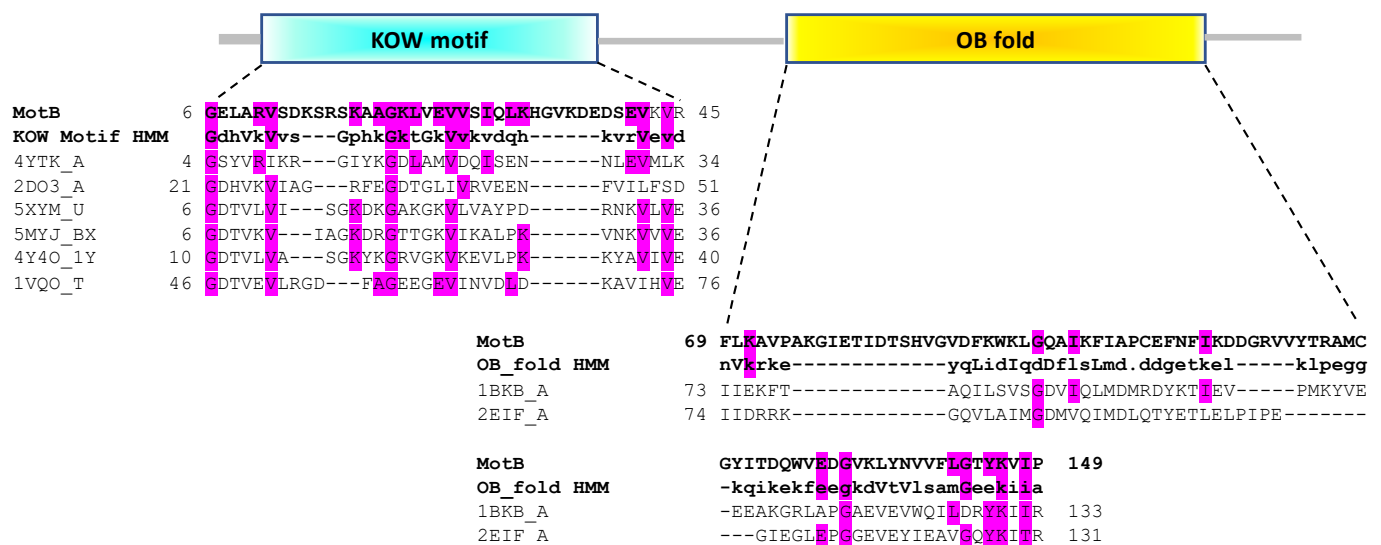 KOW motif OB fold
MotB 6 GELARVSDKSRSKAAGKLVEVVSIQLKHGVKDEDSEVKVR 45
KOW Motif HMM GdhVkVvs---GphkGktGkVvkvdqh------kvrVevd
4YTK_A 4 GSYVRIKR---GIYKGDLAMVDQISEN------NLEVMLK 34
2DO3_A 21 GDHVKVIAG---RFEGDTGLIVRVEEN------FVILFSD 51
5XYM_U 6 GDTVLVI---SGKDKGAKGKVLVAYPD------RNKVLVE 36
5MYJ_BX 6 GDTVKV---IAGKDRGTTGKVIKALPK------VNKVVVE 36
4Y4O_1Y 10 GDTVLVA---SGKYKGRVGKVKEVLPK------KYAVIVE 40
1VQO_T 46 GDTVEVLRGD---FAGEEGEVINVDLD------KAVIHVE 76
MotB 69 FLKAVPAKGIETIDTSHVGVDFKWKLGQAIKFIAPCEFNFIKDDGRVVYTRAMC
OB_fold HMM nVkrke-------------yqLidIqdDflsLmd.ddgetkel-----klpegg
1BKB_A 73 IIEKFT-------------AQILSVSGDVIQLMDMRDYKTIEV-----PMKYVE
2EIF_A 74 IIDRRK-------------GQVLAIMGDMVQIMDLQTYETLELPIPE-------
MotB GYITDQWVEDGVKLYNVVFLGTYKVIP 149
OB_fold HMM -kqikekfeegkdVtVlsamGeekiia
1BKB_A -EEAKGRLAPGAEVEVWQILDRYKIIR 133
2EIF_A ---GIEGLEPGGEVEYIEAVGQYKITR 131